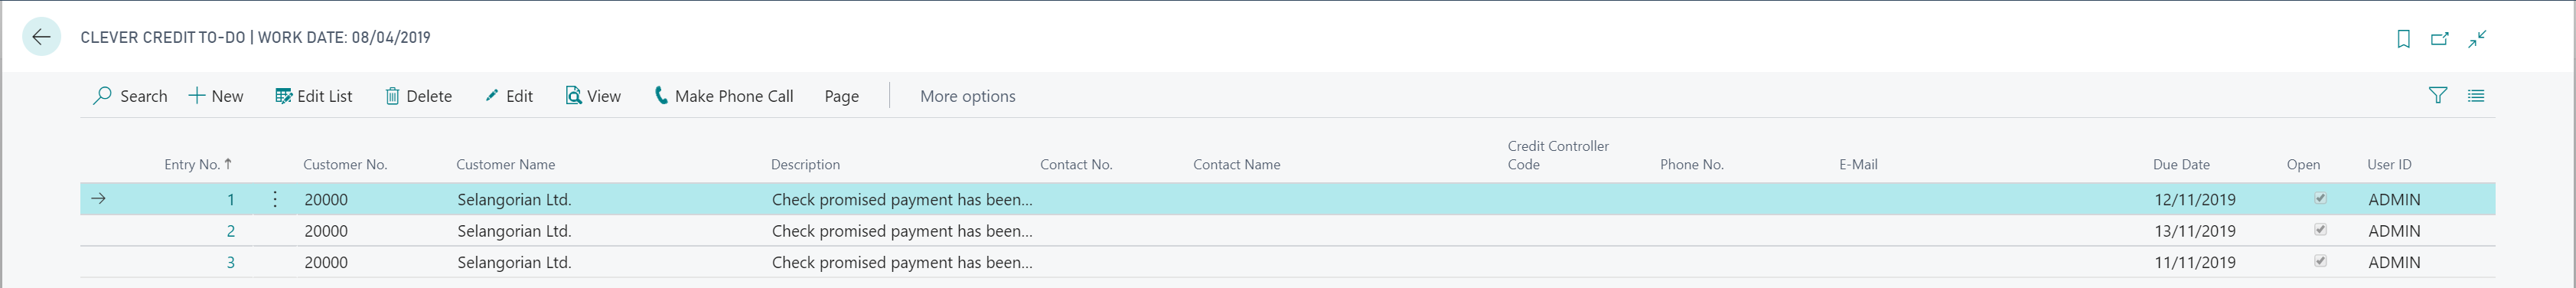 CLEVER CREDIT TO-DO | WORK DATE: 08/04/2019
Search New Edit List Delete Edit View Make Phone Call Page More options
Entry No. ↑ Customer No. Customer Name Description Contact No. Contact Name Credit Controller Code Phone No. E-Mail Due Date Open User ID
1 20000 Selangorian Ltd. Check promised payment has been... 12/11/2019 ADMIN
2 20000 Selangorian Ltd. Check promised payment has been... 13/11/2019 ADMIN
3 20000 Selangorian Ltd. Check promised payment has been... 11/11/2019 ADMIN